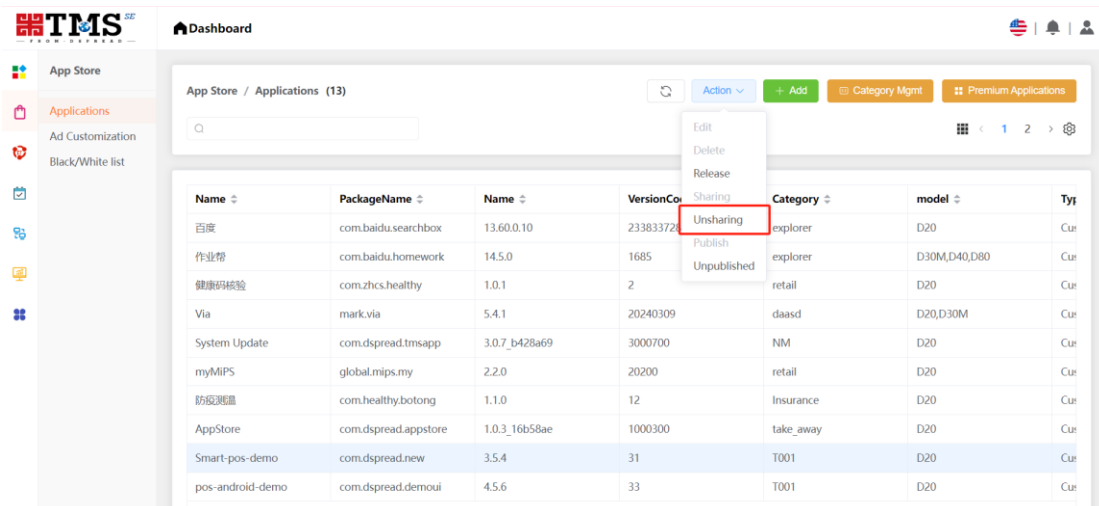 TMS SE
FROM·DSPREAD
Dashboard
App Store
Applications
Ad Customization
Black/White list
App Store / Applications (13)
Action
+ Add
Category Mgmt
Premium Applications
1 2
Edit
Delete
Release
Sharing
Unsharing
Publish
Unpublished
Name PackageName Name VersionCo Category model Typ
百度 com.baidu.searchbox 13.60.0.10 233833728 explorer D20 Cus
作业帮 com.baidu.homework 14.5.0 1685 explorer D30M,D40,D80 Cus
健康码核验 com.zhcs.healthy 1.0.1 2 retail D20 Cus
Via mark.via 5.4.1 20240309 daasd D20,D30M Cus
System Update com.dspread.tmsapp 3.0.7_b428a69 3000700 NM D20 Cus
myMiPS global.mips.my 2.2.0 20200 retail D20 Cus
防疫测温 com.healthy.botong 1.1.0 12 Insurance D20 Cus
AppStore com.dspread.appstore 1.0.3_16b58ae 1000300 take_away D20 Cus
Smart-pos-demo com.dspread.new 3.5.4 31 T001 D20 Cus
pos-android-demo com.dspread.demoui 4.5.6 33 T001 D20 Cus